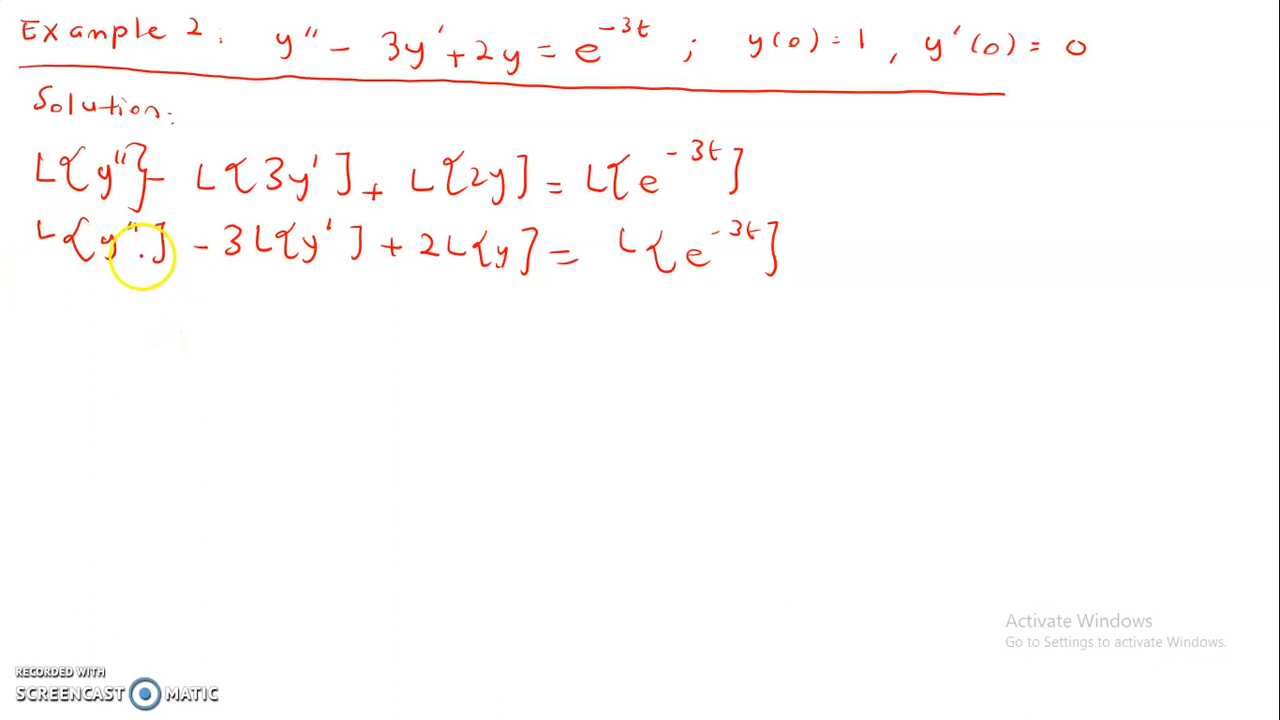 Example 2: y'' - 3y' + 2y = e^{-3t} ; y(0) = 1 , y'(0) = 0
Solution:
L{y''} - L{3y'} + L{2y} = L{e^{-3t}}
L{y''} - 3L{y'} + 2L{y} = L{e^{-3t}}
Activate Windows
Go to Settings to activate Windows.
RECORDED WITH
SCREENCAST MATIC